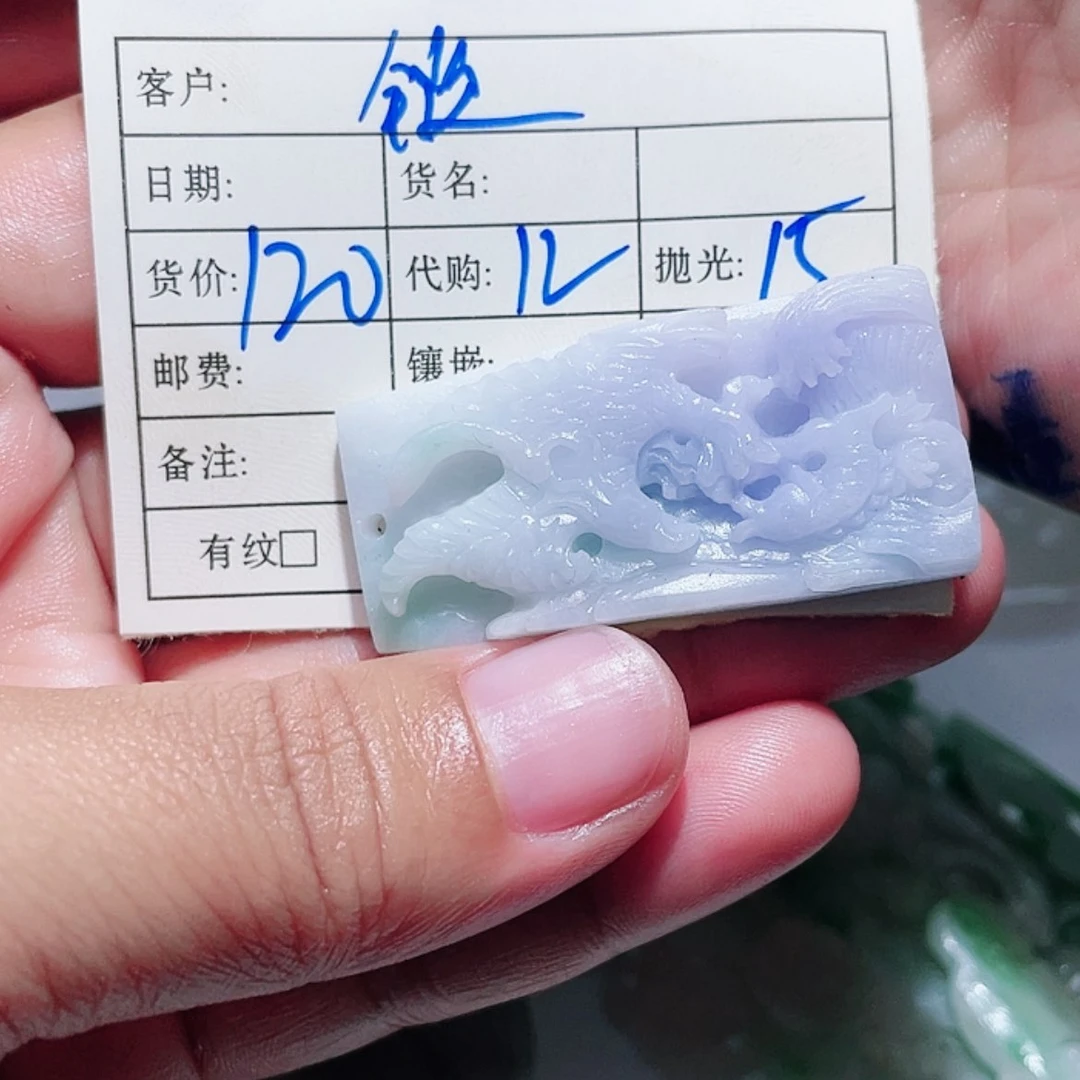 客户:
日期: 货名:
货价: 120 代购: 12 抛光: 15
邮费: 镶嵌:
备注:
有纹□